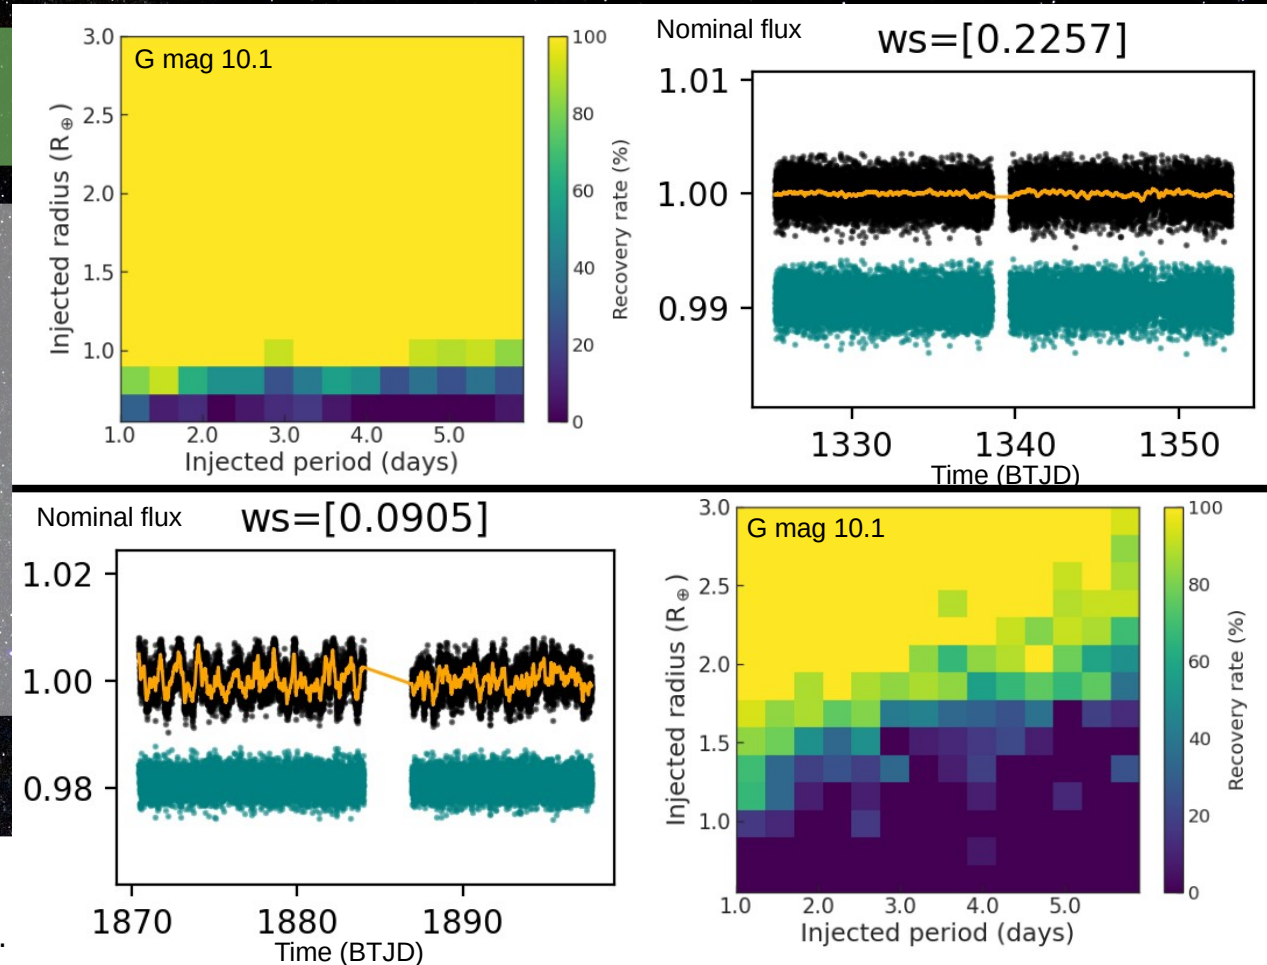 G mag 10.1
3.0
2.5
2.0
1.5
1.0
Injected radius (R⊕)
1.0 2.0 3.0 4.0 5.0
Injected period (days)
100
80
60
40
20
0
Recovery rate (%)
Nominal flux
ws=[0.2257]
1.01
1.00
0.99
1330 1340 1350
Time (BTJD)
Nominal flux
ws=[0.0905]
1.02
1.00
0.98
1870 1880 1890
Time (BTJD)
G mag 10.1
3.0
2.5
2.0
1.5
1.0
Injected radius (R⊕)
1.0 2.0 3.0 4.0 5.0
Injected period (days)
100
80
60
40
20
0
Recovery rate (%)
.